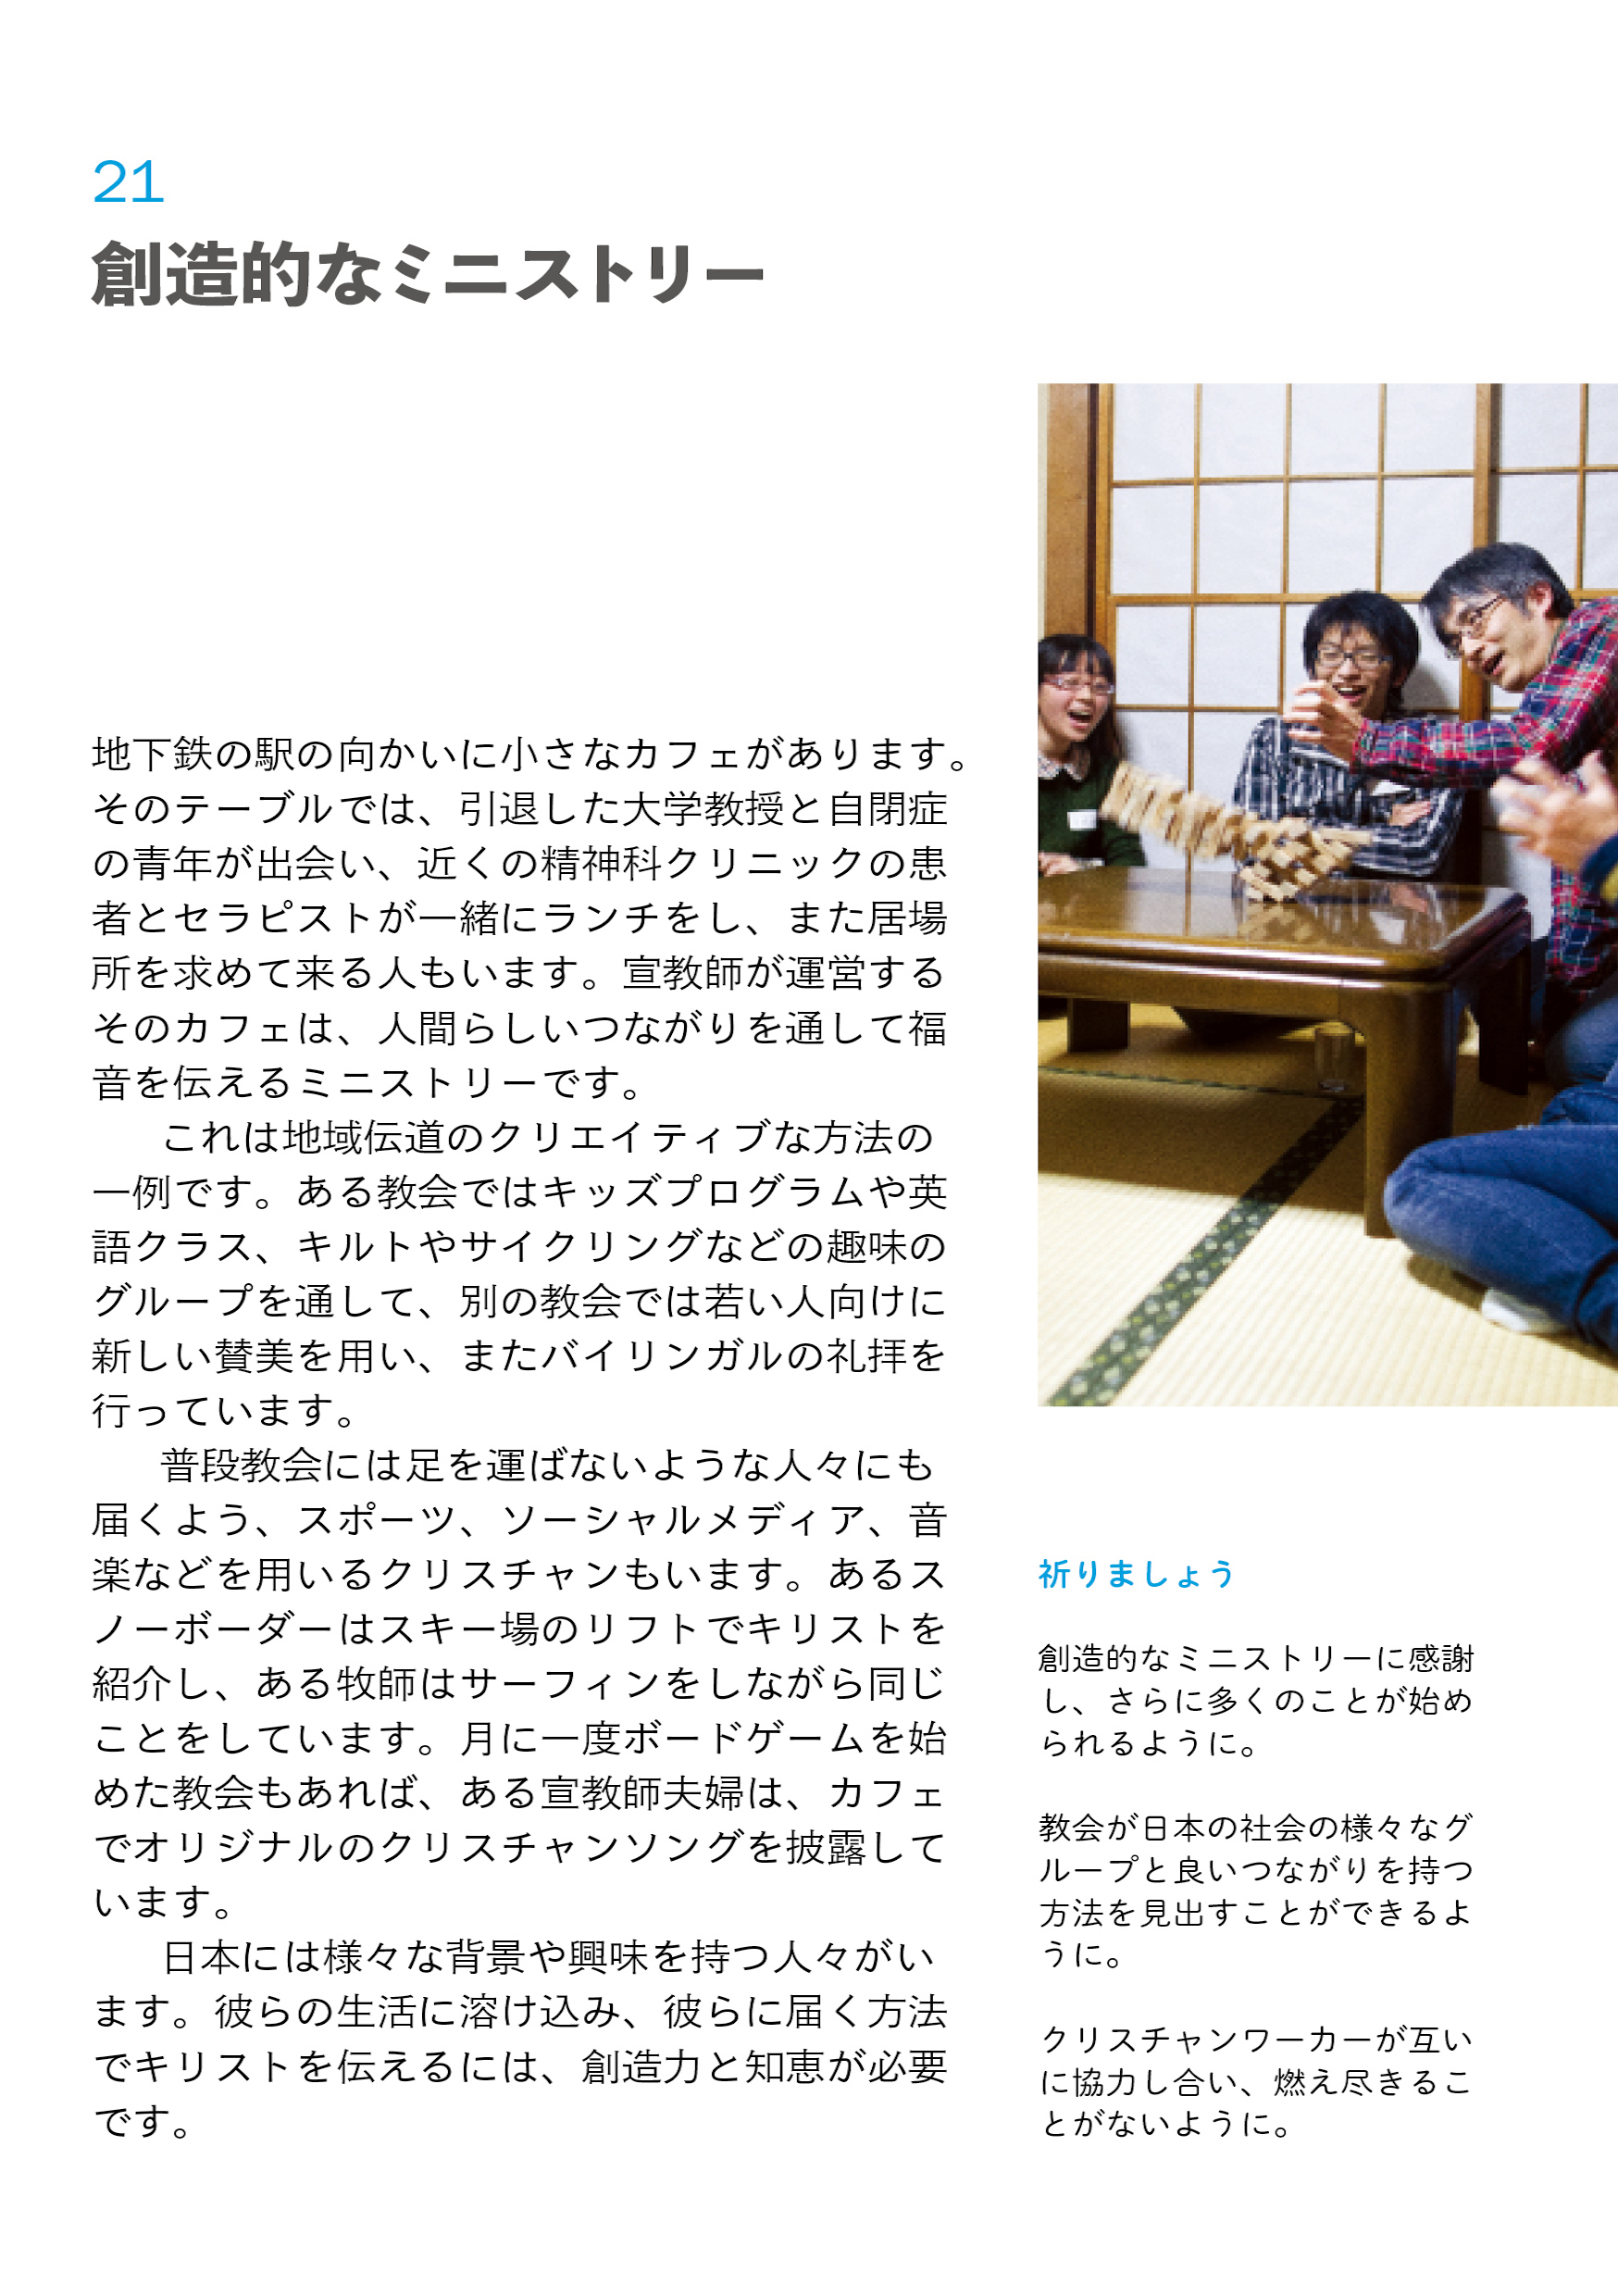 21
創造的なミニストリー
地下鉄の駅の向かいに小さなカフェがあります。
そのテーブルでは、引退した大学教授と自閉症
の青年が出会い、近くの精神科クリニックの患
者とセラピストが一緒にランチをし、また居場
所を求めて来る人もいます。宣教師が運営する
そのカフェは、人間らしいつながりを通して福
音を伝えるミニストリーです。
これは地域伝道のクリエイティブな方法の
一例です。ある教会ではキッズプログラムや英
語クラス、キルトやサイクリングなどの趣味の
グループを通して、別の教会では若い人向けに
新しい賛美を用い、またバイリンガルの礼拝を
行っています。
普段教会には足を運ばないような人々にも
届くよう、スポーツ、ソーシャルメディア、音
楽などを用いるクリスチャンもいます。あるス
ノーボーダーはスキー場のリフトでキリストを
紹介し、ある牧師はサーフィンをしながら同じ
ことをしています。月に一度ボードゲームを始
めた教会もあれば、ある宣教師夫婦は、カフェ
でオリジナルのクリスチャンソングを披露して
います。
日本には様々な背景や興味を持つ人々がい
ます。彼らの生活に溶け込み、彼らに届く方法
でキリストを伝えるには、創造力と知恵が必要
です。
祈りましょう
創造的なミニストリーに感謝
し、さらに多くのことが始め
られるように。
教会が日本の社会の様々なグ
ループと良いつながりを持つ
方法を見出すことができるよ
うに。
クリスチャンワーカーが互い
に協力し合い、燃え尽きるこ
とがないように。